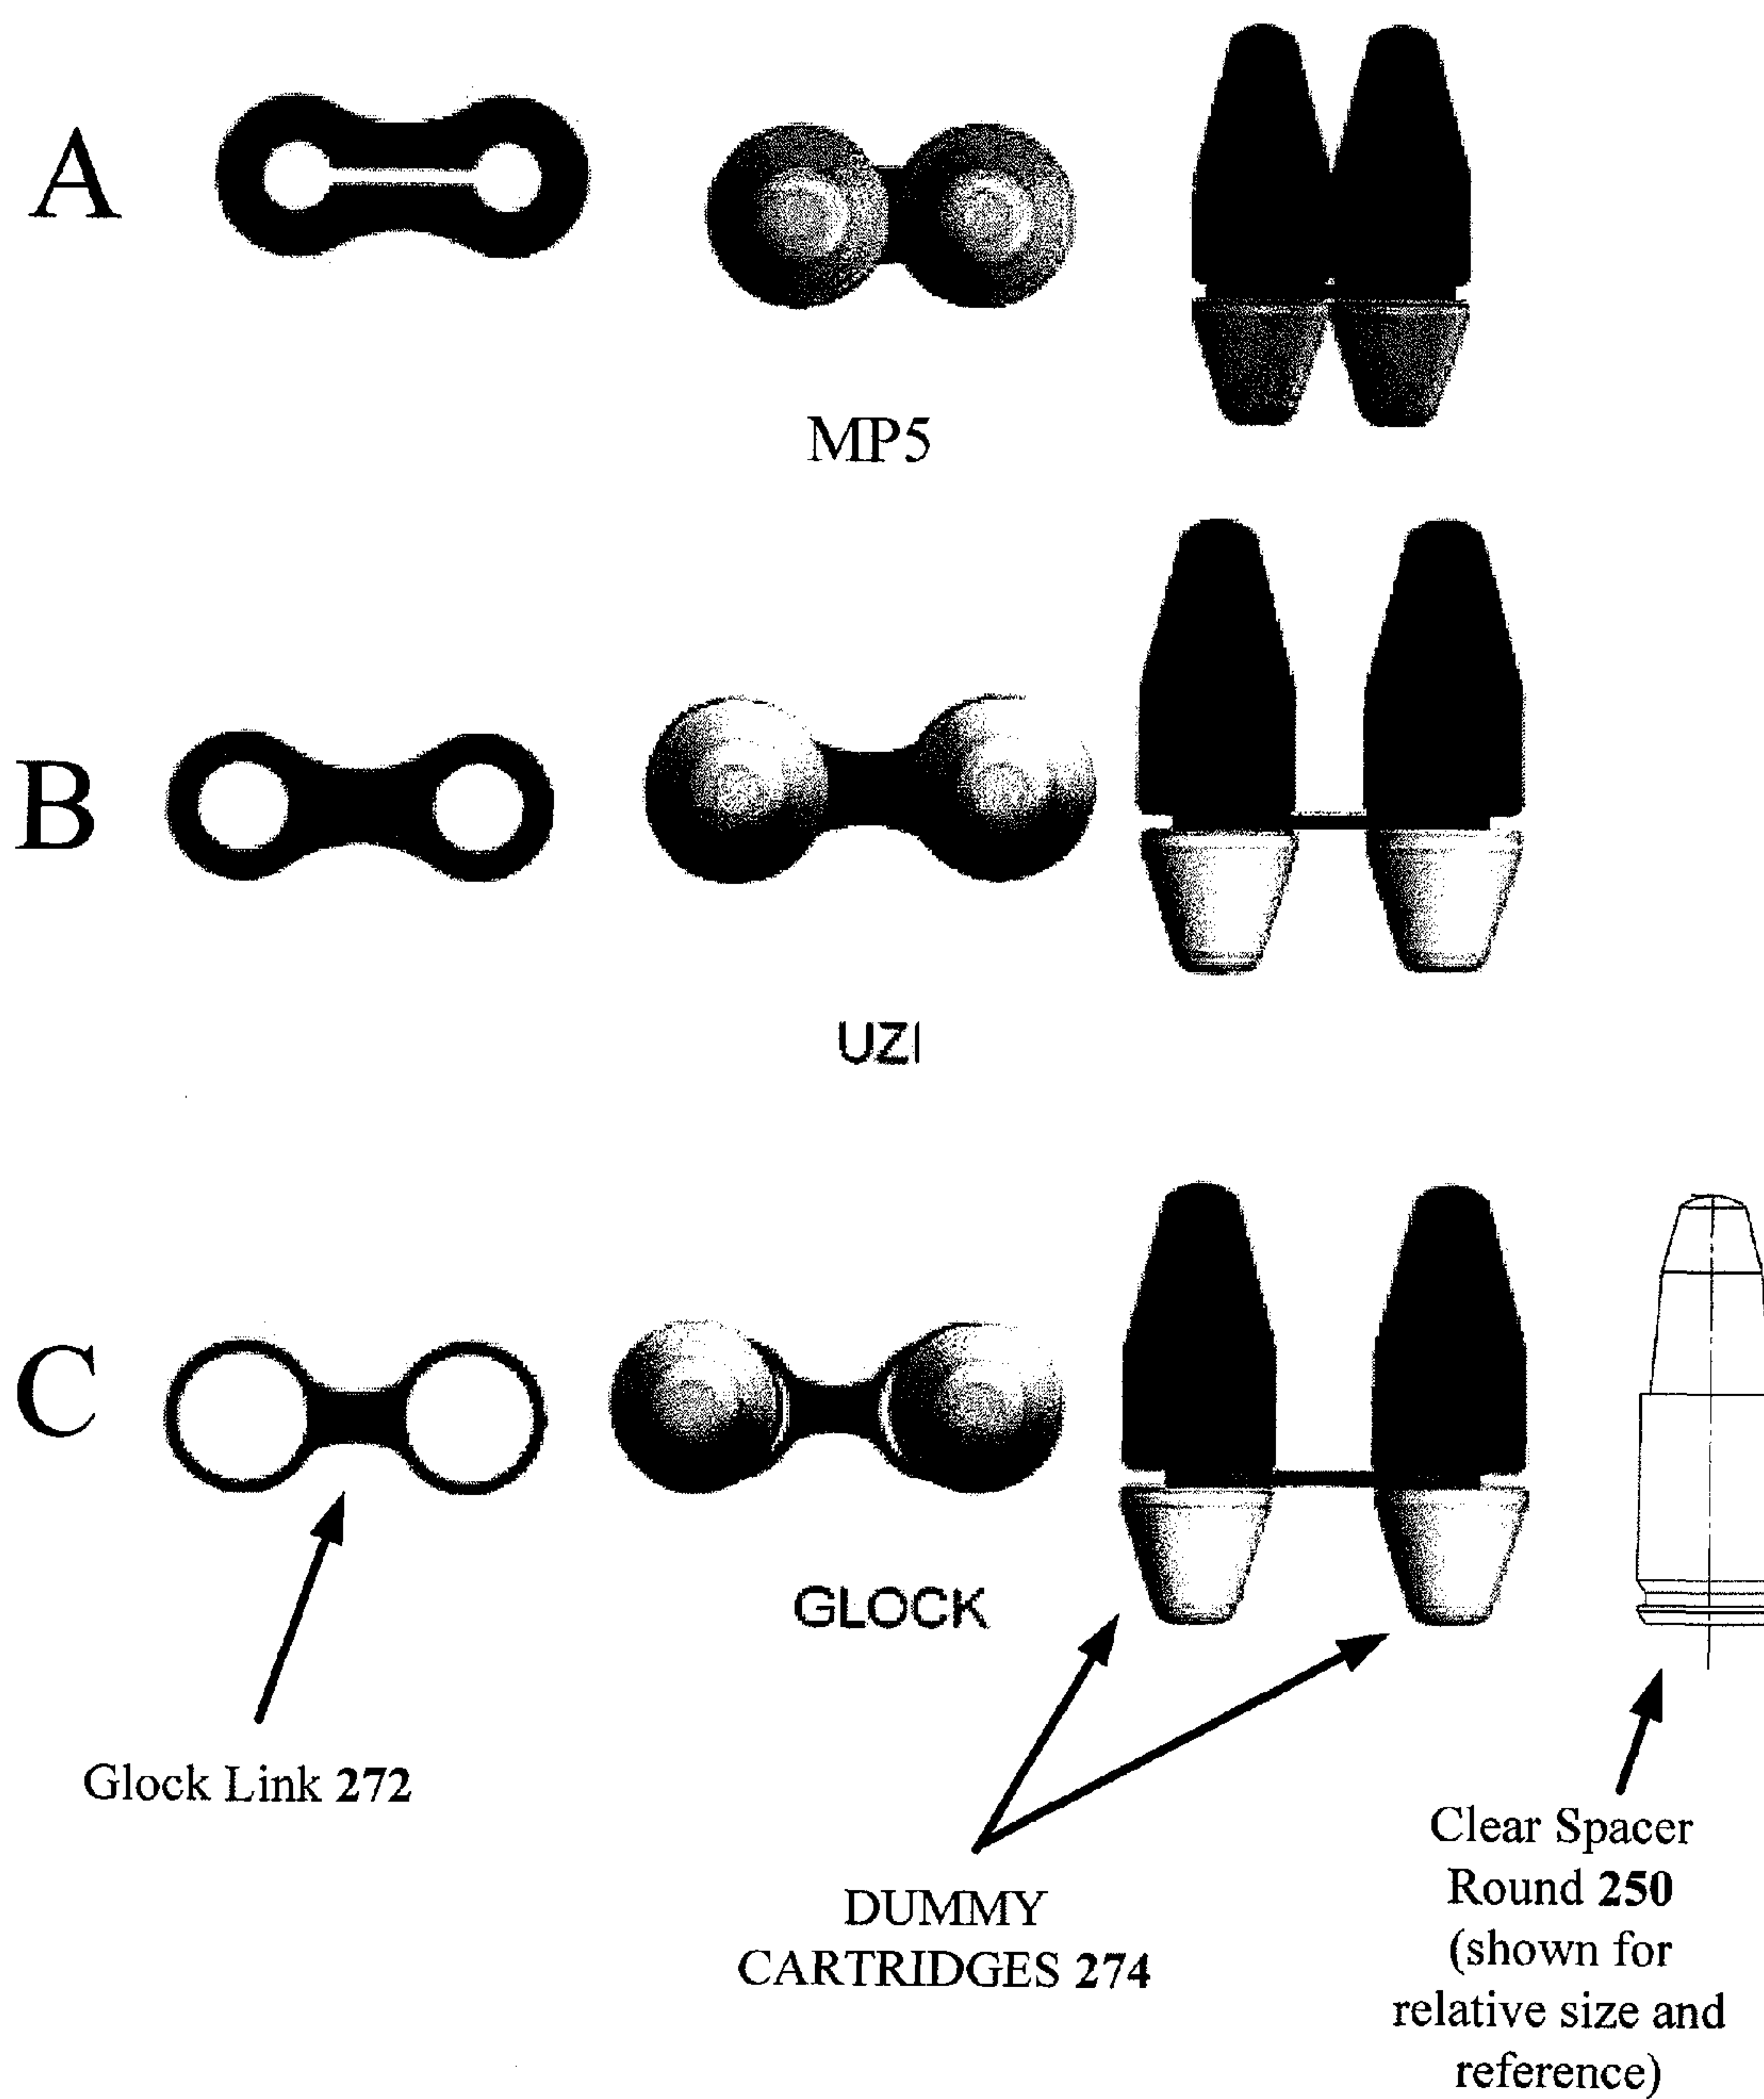 A
MP5
B
UZI
C
GLOCK
Glock Link 272
DUMMY
CARTRIDGES 274
Clear Spacer
Round 250
(shown for
relative size and
reference)